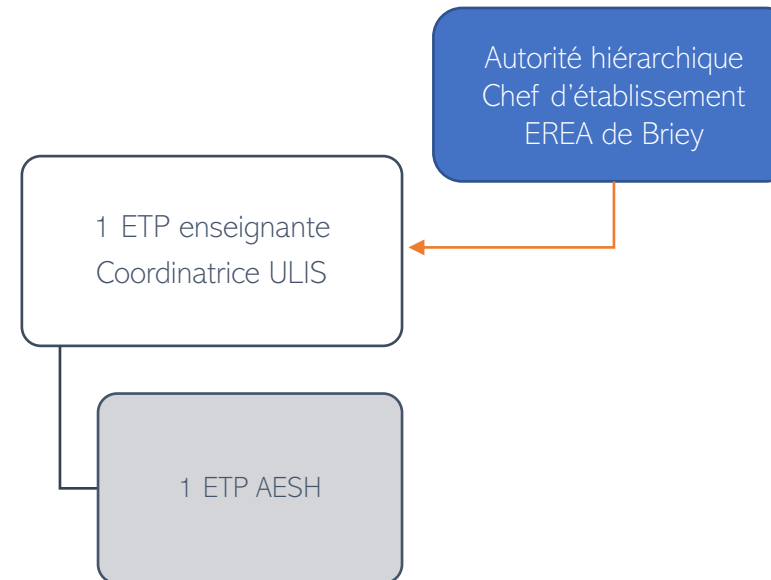 Autorité hiérarchique
Chef d'établissement
EREA de Briey
1 ETP enseignante
Coordinatrice ULIS
1 ETP AESH